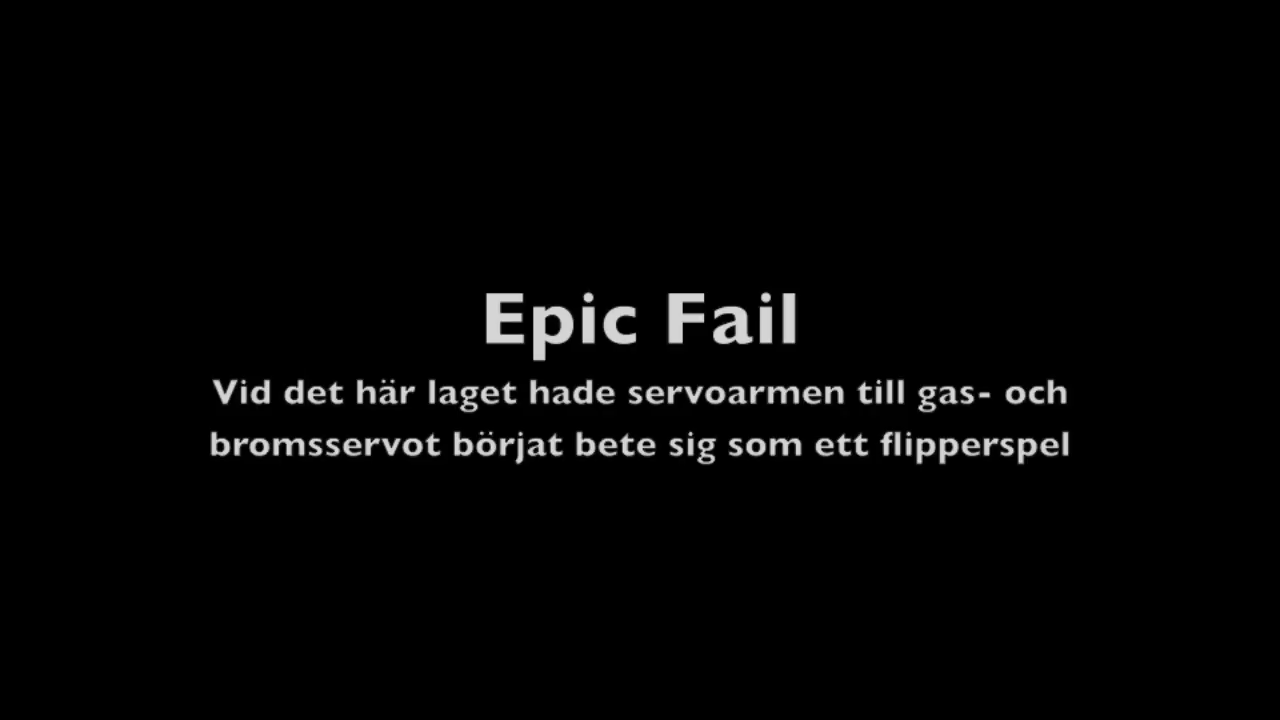 Epic Fail
Vid det här laget hade servoarmen till gas- och
bromsservot börjat bete sig som ett flipperspel